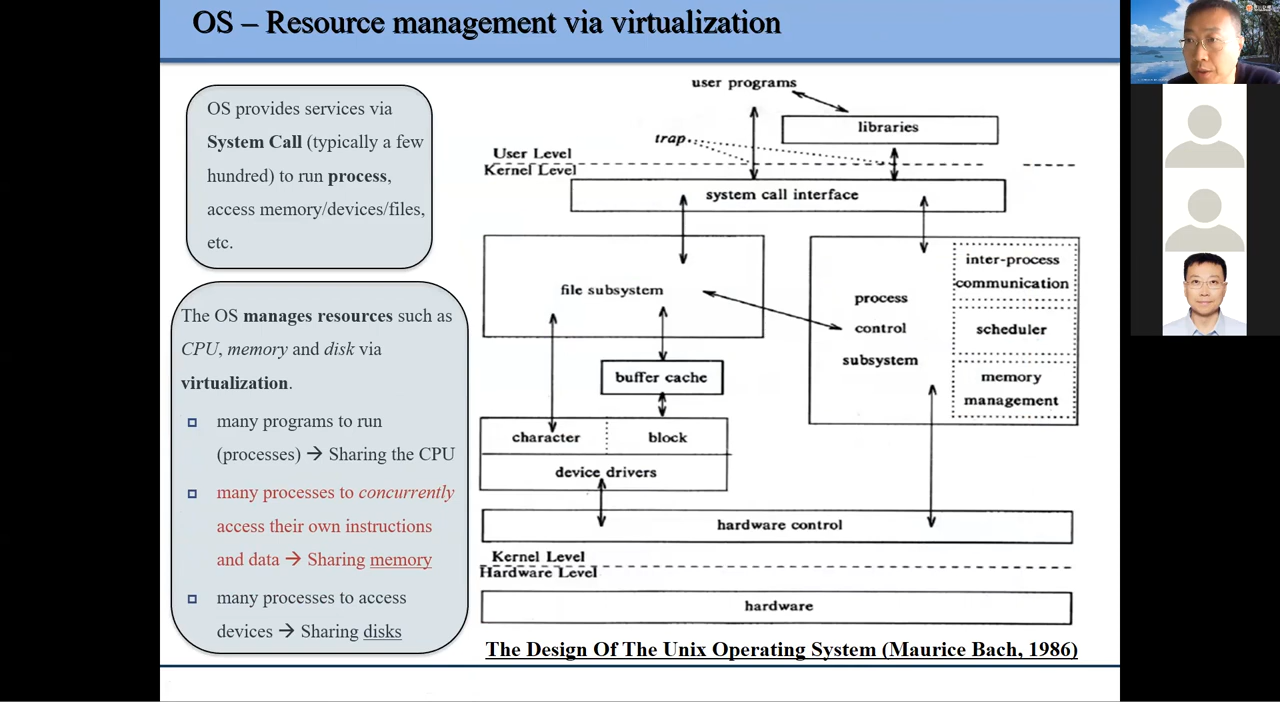 OS – Resource management via virtualization
OS provides services via
System Call (typically a few
hundred) to run process,
access memory/devices/files,
etc.
The OS manages resources such as
CPU, memory and disk via
virtualization.
many programs to run
(processes) → Sharing the CPU
many processes to concurrently
access their own instructions
and data → Sharing memory
many processes to access
devices → Sharing disks
user programs
libraries
trap
User Level
Kernel Level
system call interface
file subsystem
process
control
subsystem
inter-process
communication
scheduler
memory
management
buffer cache
character
block
device drivers
hardware control
Kernel Level
Hardware Level
hardware
The Design Of The Unix Operating System (Maurice Bach, 1986)